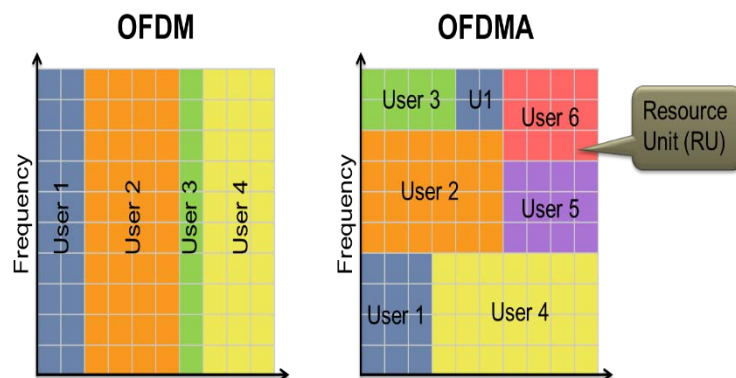 OFDM
Frequency
User 1
User 2
User 3
User 4
OFDMA
Frequency
User 3
U1
User 6
User 2
User 5
User 1
User 4
Resource
Unit (RU)